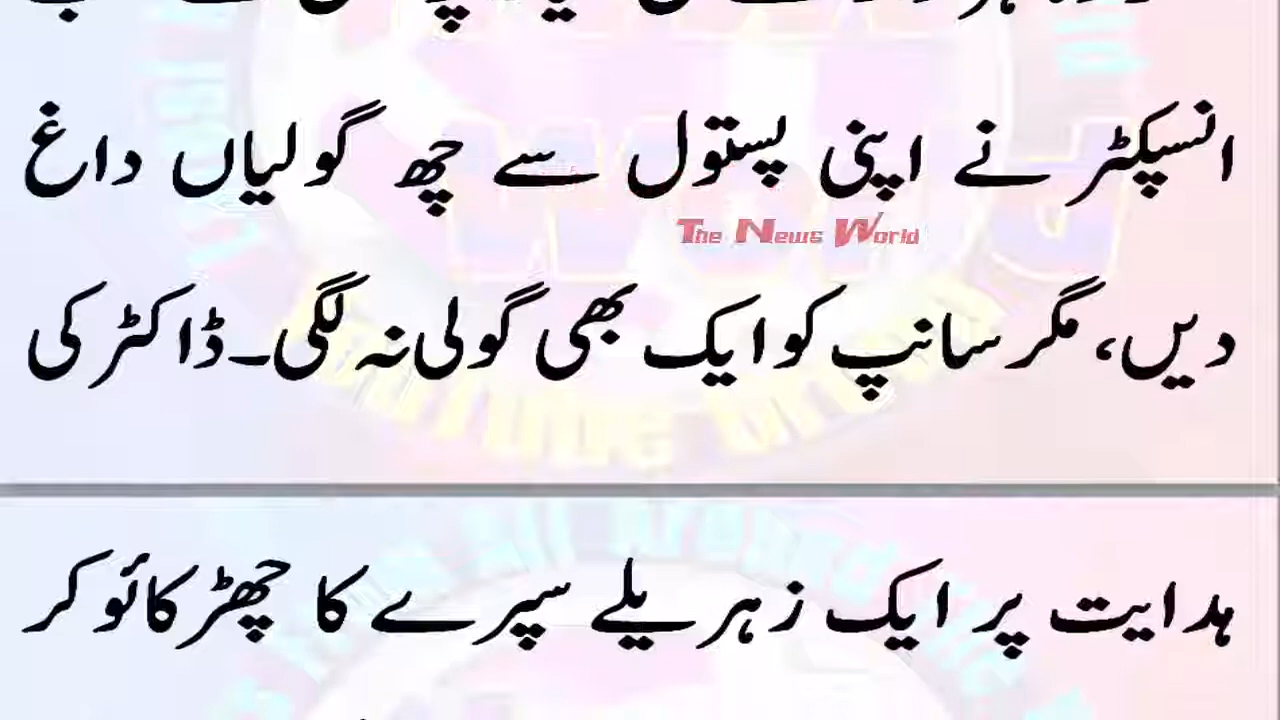 انسپکٹر نے اپنی پستول سے چھ گولیاں داغ
The News World
دیں، مگر سانپ کو ایک بھی گولی نہ لگی۔ ڈاکٹر کی
ہدایت پر ایک زہریلے سپرے کا چھڑکائو کر